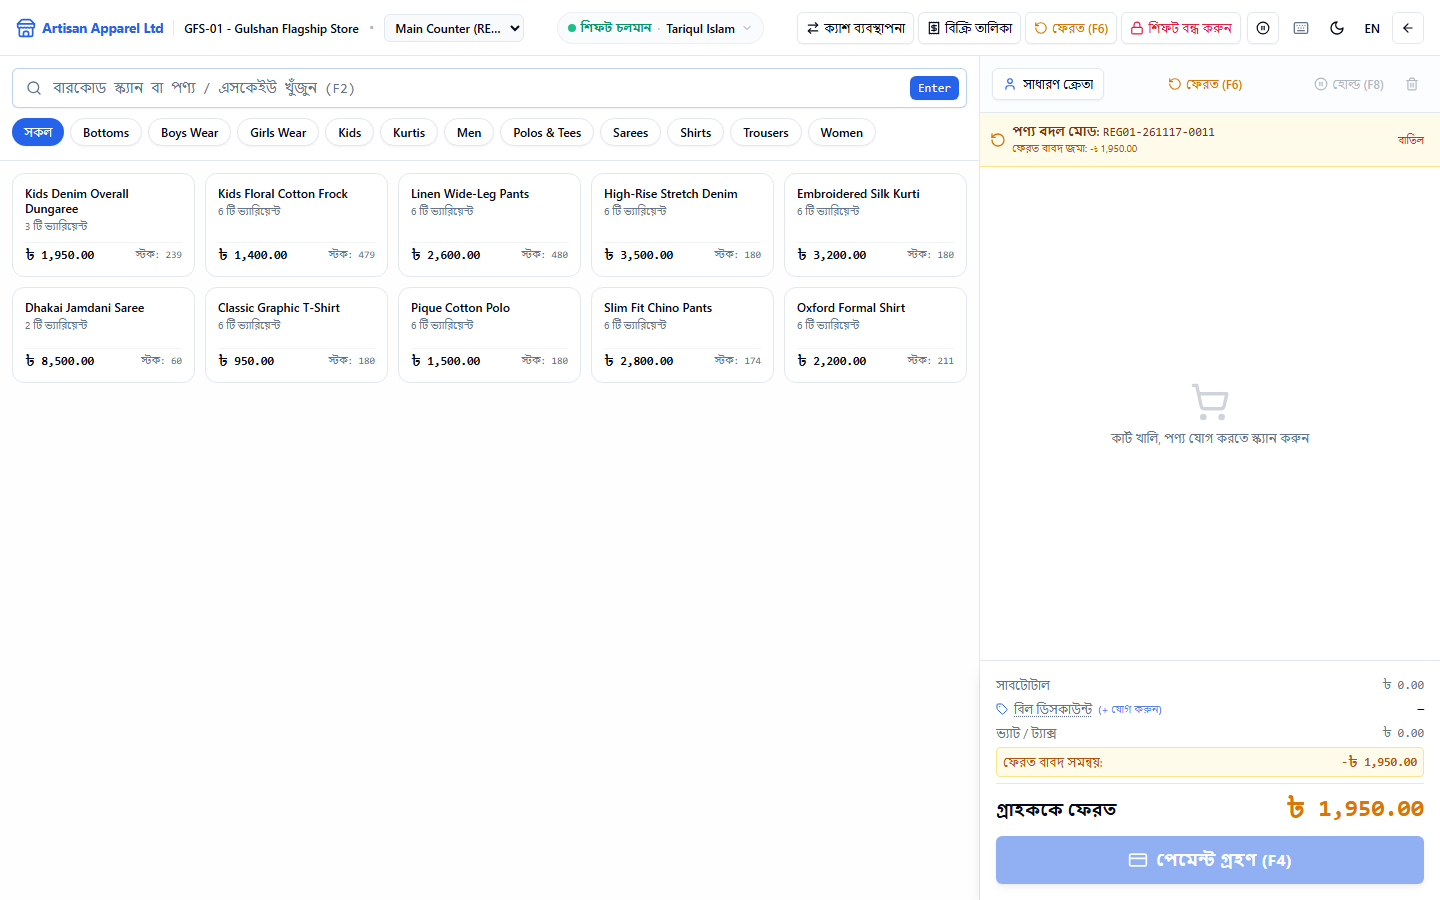 Artisan Apparel Ltd
GFS-01 - Gulshan Flagship Store
Main Counter (RE...
শিফট চলমান · Tariqul Islam
ক্যাশ ব্যবস্থাপনা
বিক্রি তালিকা
ফেরত (F6)
শিফট বন্ধ করুন
EN
বারকোড স্ক্যান বা পণ্য / এসকেইউ খুঁজুন (F2)
Enter
সকল
Bottoms
Boys Wear
Girls Wear
Kids
Kurtis
Men
Polos & Tees
Sarees
Shirts
Trousers
Women
Kids Denim Overall Dungaree
3 টি ভ্যারিয়েন্ট
৳ 1,950.00
স্টক: 239
Kids Floral Cotton Frock
6 টি ভ্যারিয়েন্ট
৳ 1,400.00
স্টক: 479
Linen Wide-Leg Pants
6 টি ভ্যারিয়েন্ট
৳ 2,600.00
স্টক: 480
High-Rise Stretch Denim
6 টি ভ্যারিয়েন্ট
৳ 3,500.00
স্টক: 180
Embroidered Silk Kurti
6 টি ভ্যারিয়েন্ট
৳ 3,200.00
স্টক: 180
Dhakai Jamdani Saree
2 টি ভ্যারিয়েন্ট
৳ 8,500.00
স্টক: 60
Classic Graphic T-Shirt
6 টি ভ্যারিয়েন্ট
৳ 950.00
স্টক: 180
Pique Cotton Polo
6 টি ভ্যারিয়েন্ট
৳ 1,500.00
স্টক: 180
Slim Fit Chino Pants
6 টি ভ্যারিয়েন্ট
৳ 2,800.00
স্টক: 174
Oxford Formal Shirt
6 টি ভ্যারিয়েন্ট
৳ 2,200.00
স্টক: 211
সাধারণ ক্রেতা
ফেরত (F6)
হোল্ড (F8)
পণ্য বদল মোড: REG01-261117-0011
ফেরত বাবদ জমা: -৳ 1,950.00
বাতিল
কার্ট খালি, পণ্য যোগ করতে স্ক্যান করুন
সাবটোটাল
৳ 0.00
বিল ডিসকাউন্ট (+ যোগ করুন)
–
ভ্যাট / ট্যাক্স
৳ 0.00
ফেরত বাবদ সমন্বয়:
-৳ 1,950.00
গ্রাহককে ফেরত
৳ 1,950.00
পেমেন্ট গ্রহণ (F4)